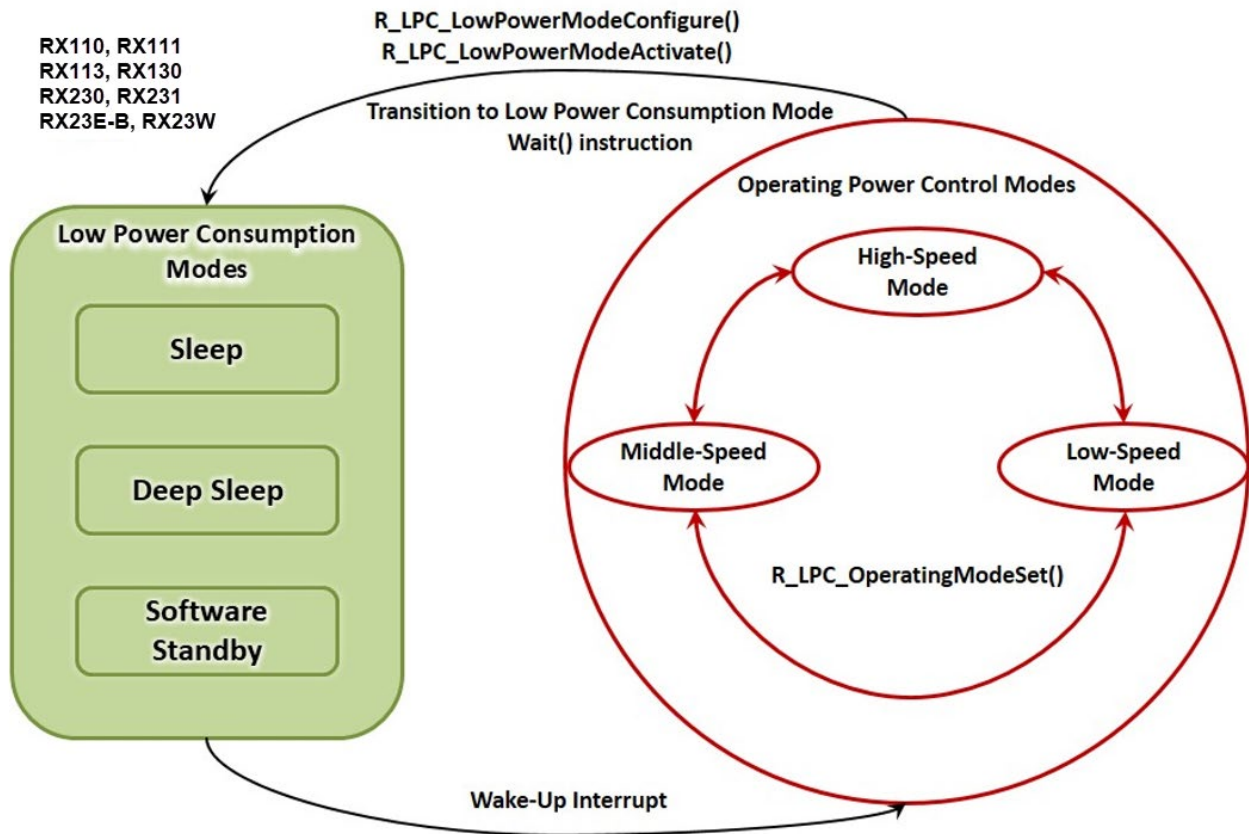 RX110, RX111
RX113, RX130
RX230, RX231
RX23E-B, RX23W
R_LPC_LowPowerModeConfigure()
R_LPC_LowPowerModeActivate()
Transition to Low Power Consumption Mode
Wait() instruction
Low Power Consumption
Modes
Sleep
Deep Sleep
Software
Standby
Operating Power Control Modes
High-Speed
Mode
Middle-Speed
Mode
Low-Speed
Mode
R_LPC_OperatingModeSet()
Wake-Up Interrupt